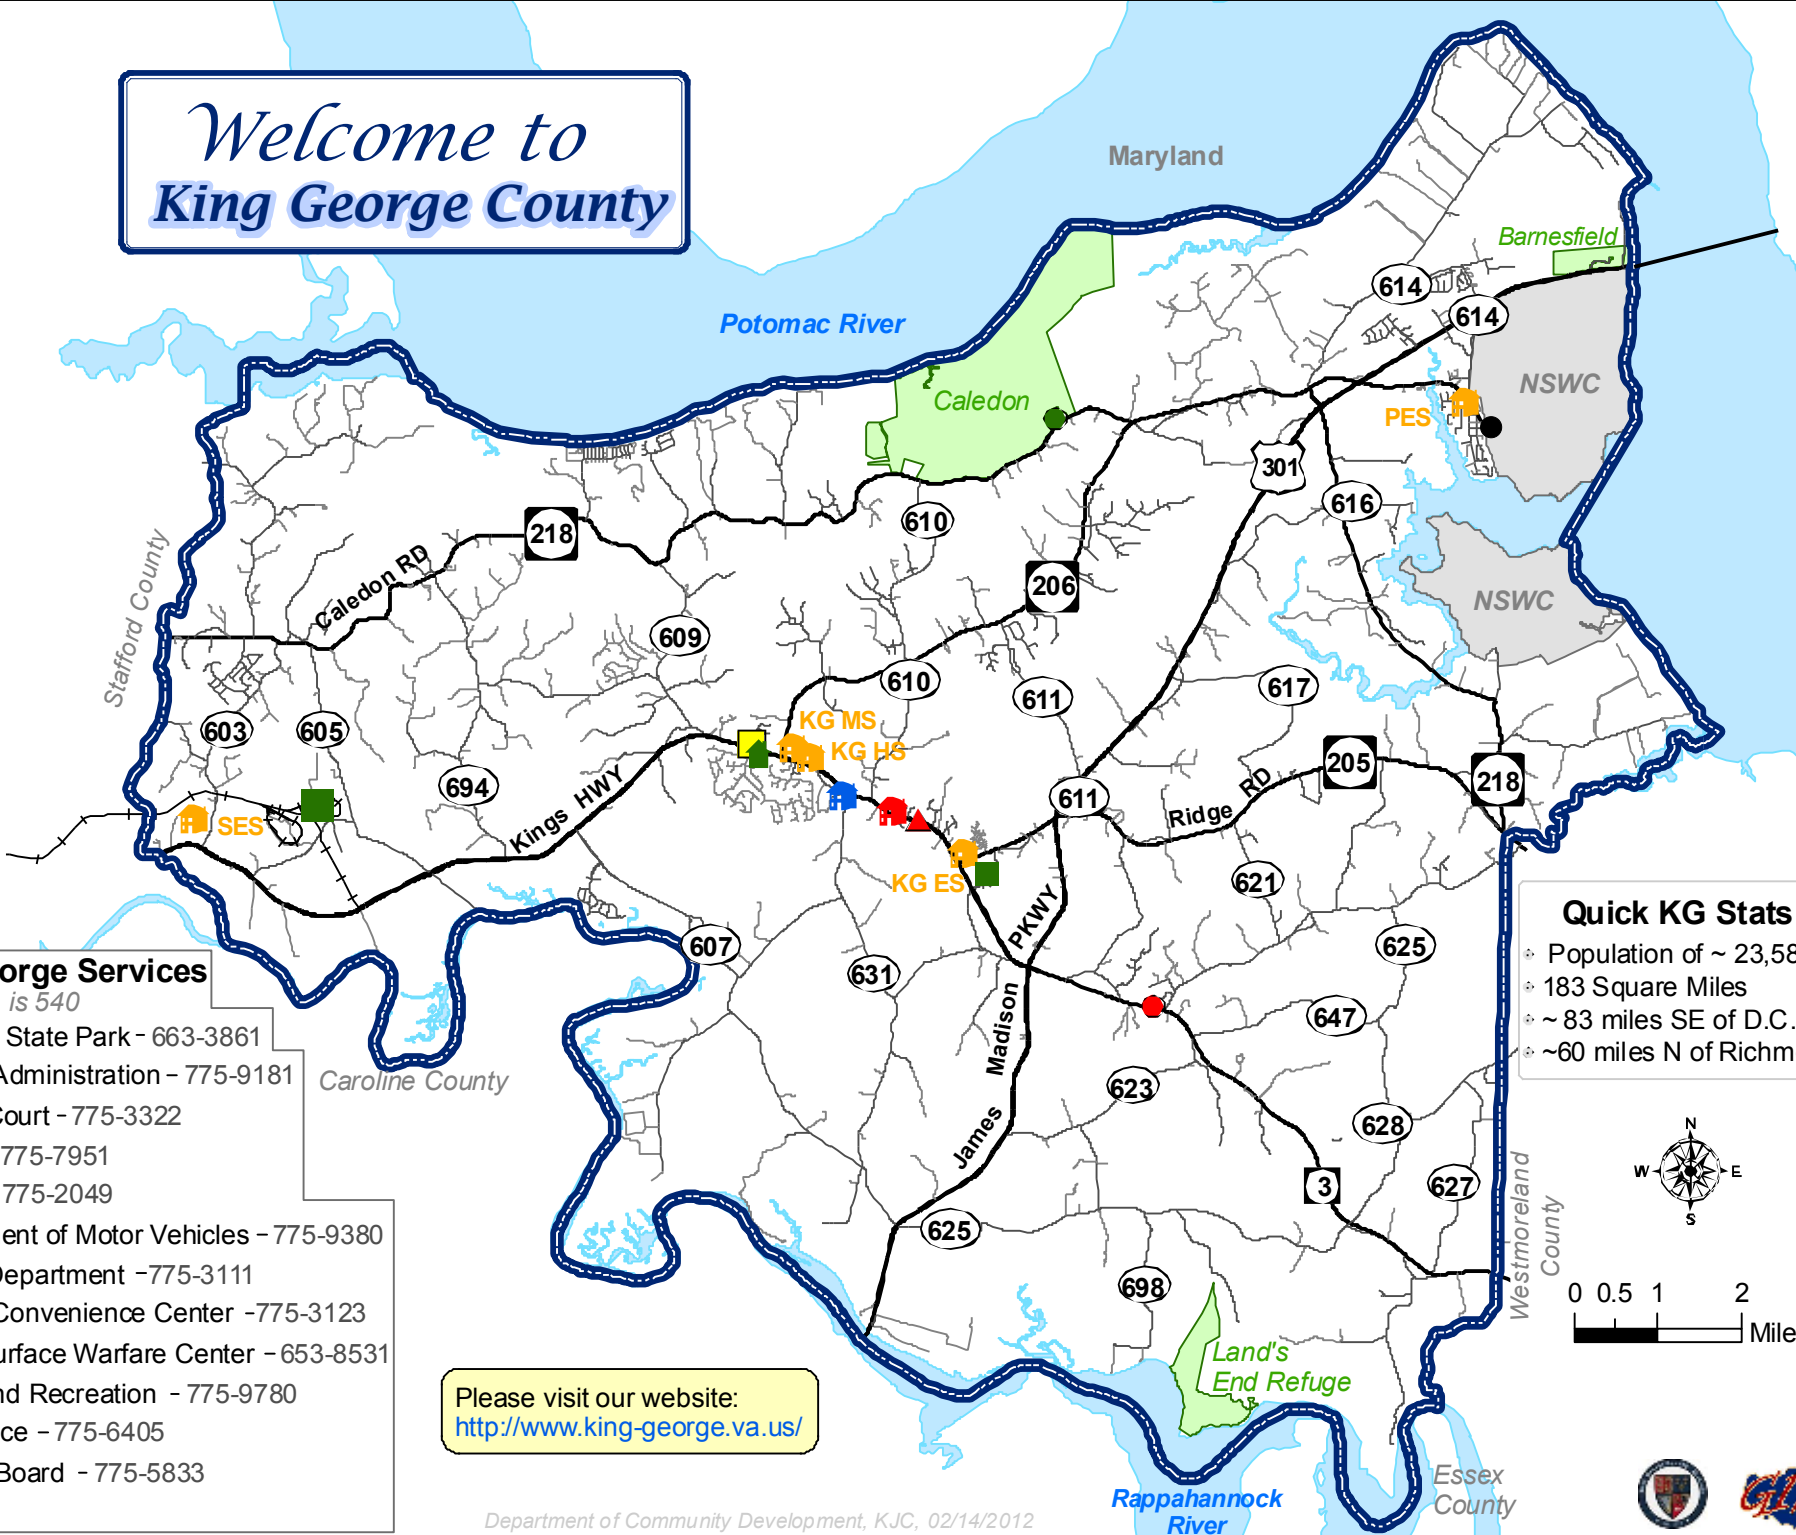 Welcome to
King George County
Maryland
Potomac River
Barnesfield
614
614
NSWC
Caledon
PES
301
616
610
218
Caledon RD
206
NSWC
Stafford County
609
610
611
617
603
605
KG MS
KG HS
205
218
694
Kings HWY
611
Ridge RD
SES
KG ES
621
PKWY
607
631
625
Quick KG Stats
Population of ~ 23,58
183 Square Miles
~ 83 miles SE of D.C.
~60 miles N of Richm
orge Services
is 540
State Park - 663-3861
Administration - 775-9181
Court - 775-3322
775-7951
775-2049
ent of Motor Vehicles - 775-9380
Department -775-3111
Convenience Center -775-3123
urface Warfare Center - 653-8531
nd Recreation - 775-9780
ce - 775-6405
Board - 775-5833
Caroline County
Madison
647
623
James
628
3
627
625
698
Westmoreland
County
N
W E
S
0 0.5 1 2
Mile
Land's
End Refuge
Please visit our website:
http://www.king-george.va.us/
Rappahannock
River
Essex
County
Department of Community Development, KJC, 02/14/2012